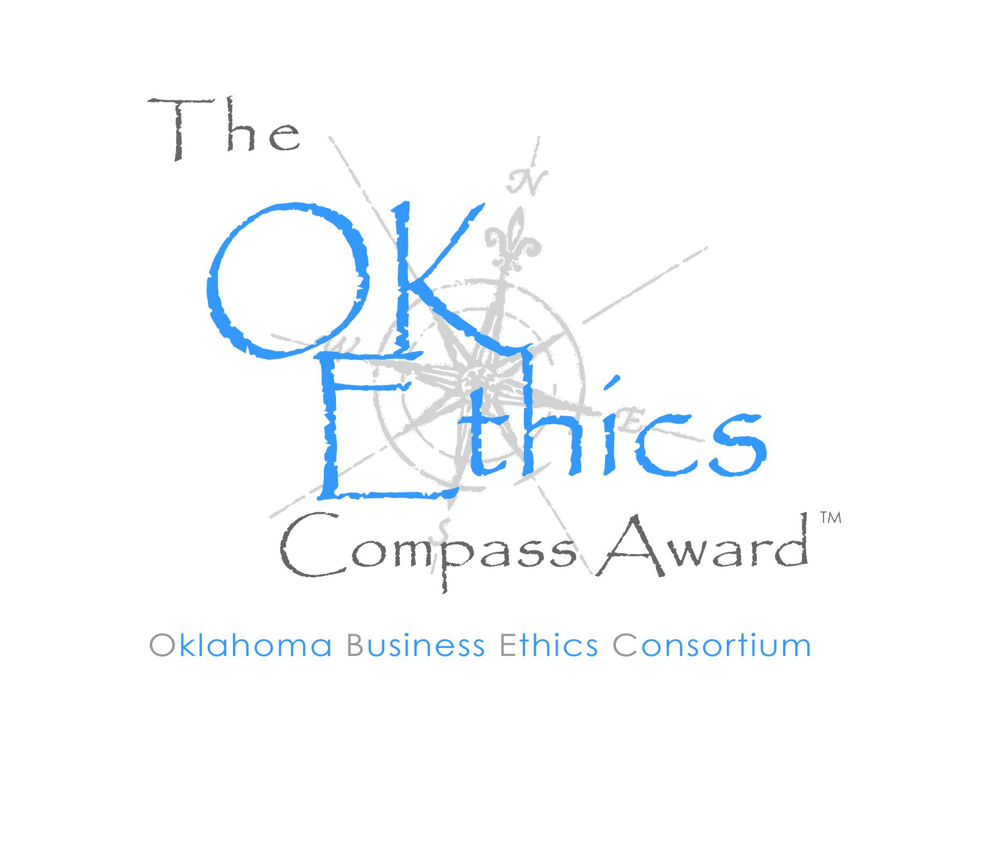 The
N
OK
W
Ethics
E
S
Compass Award™
Oklahoma Business Ethics Consortium